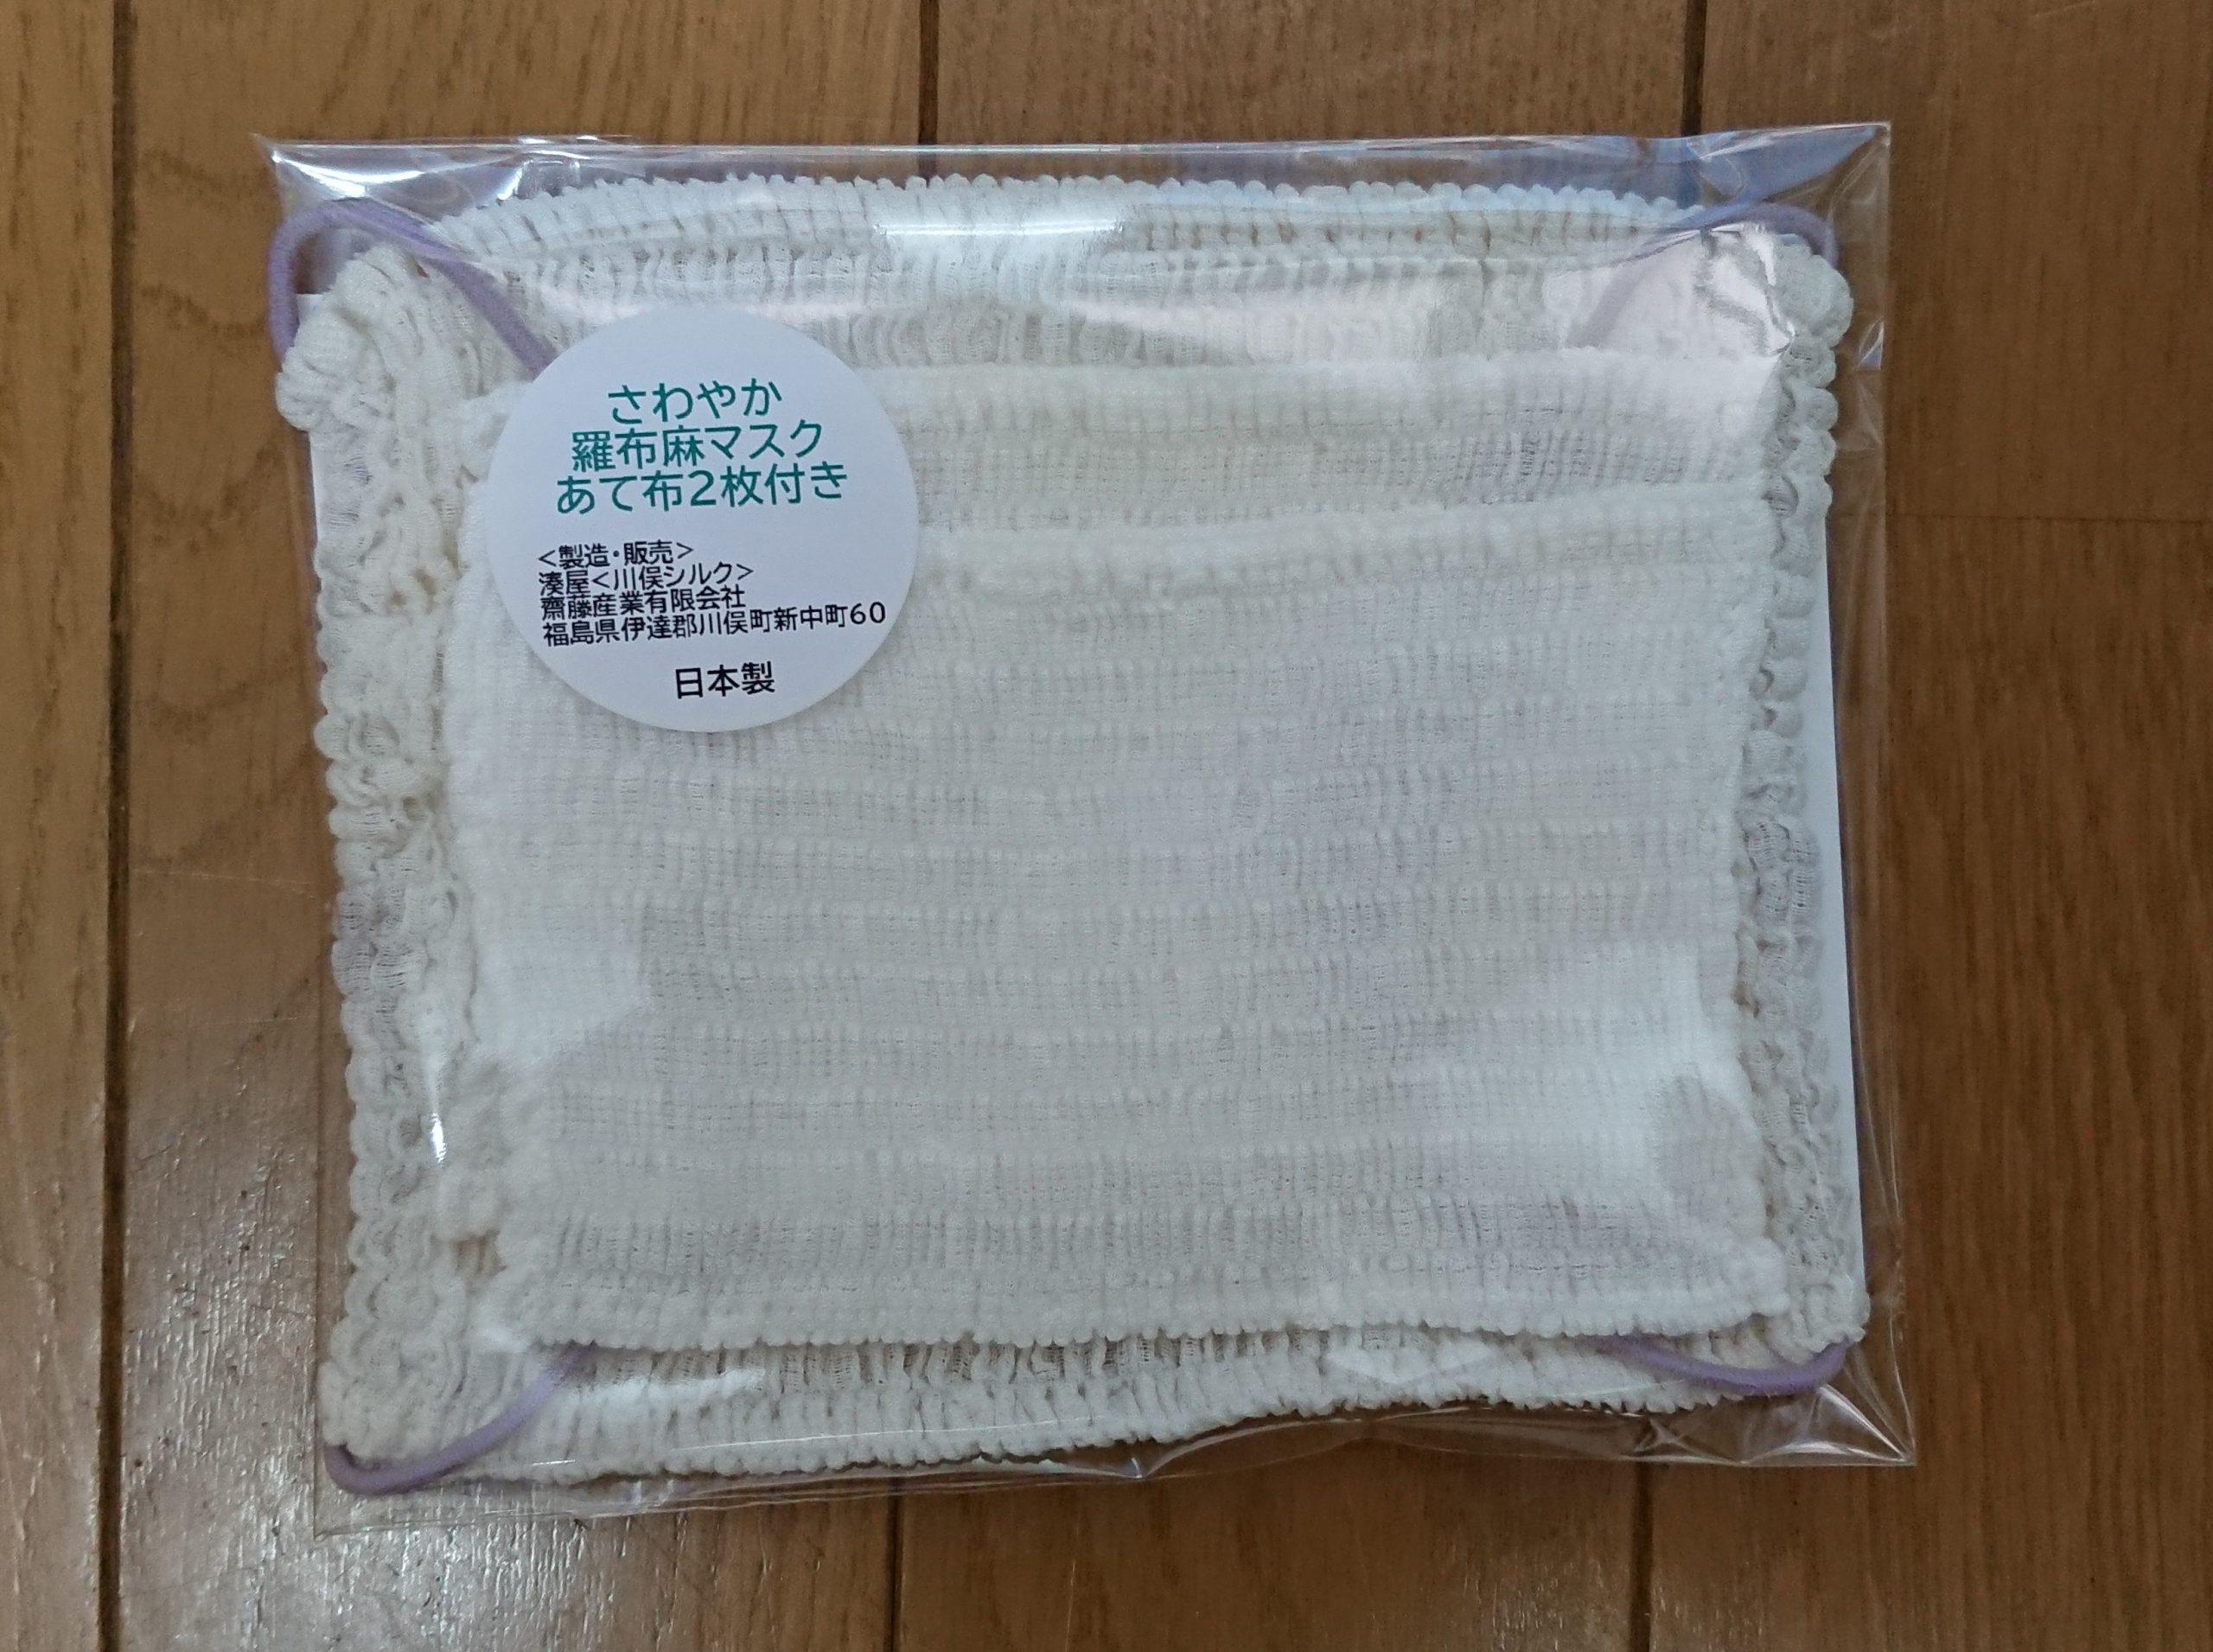 さわやか
羅布麻マスク
あて布2枚付き
<製造・販売>
湊屋<川俣シルク>
齋藤産業有限会社
福島県伊達郡川俣町新中町60
日本製